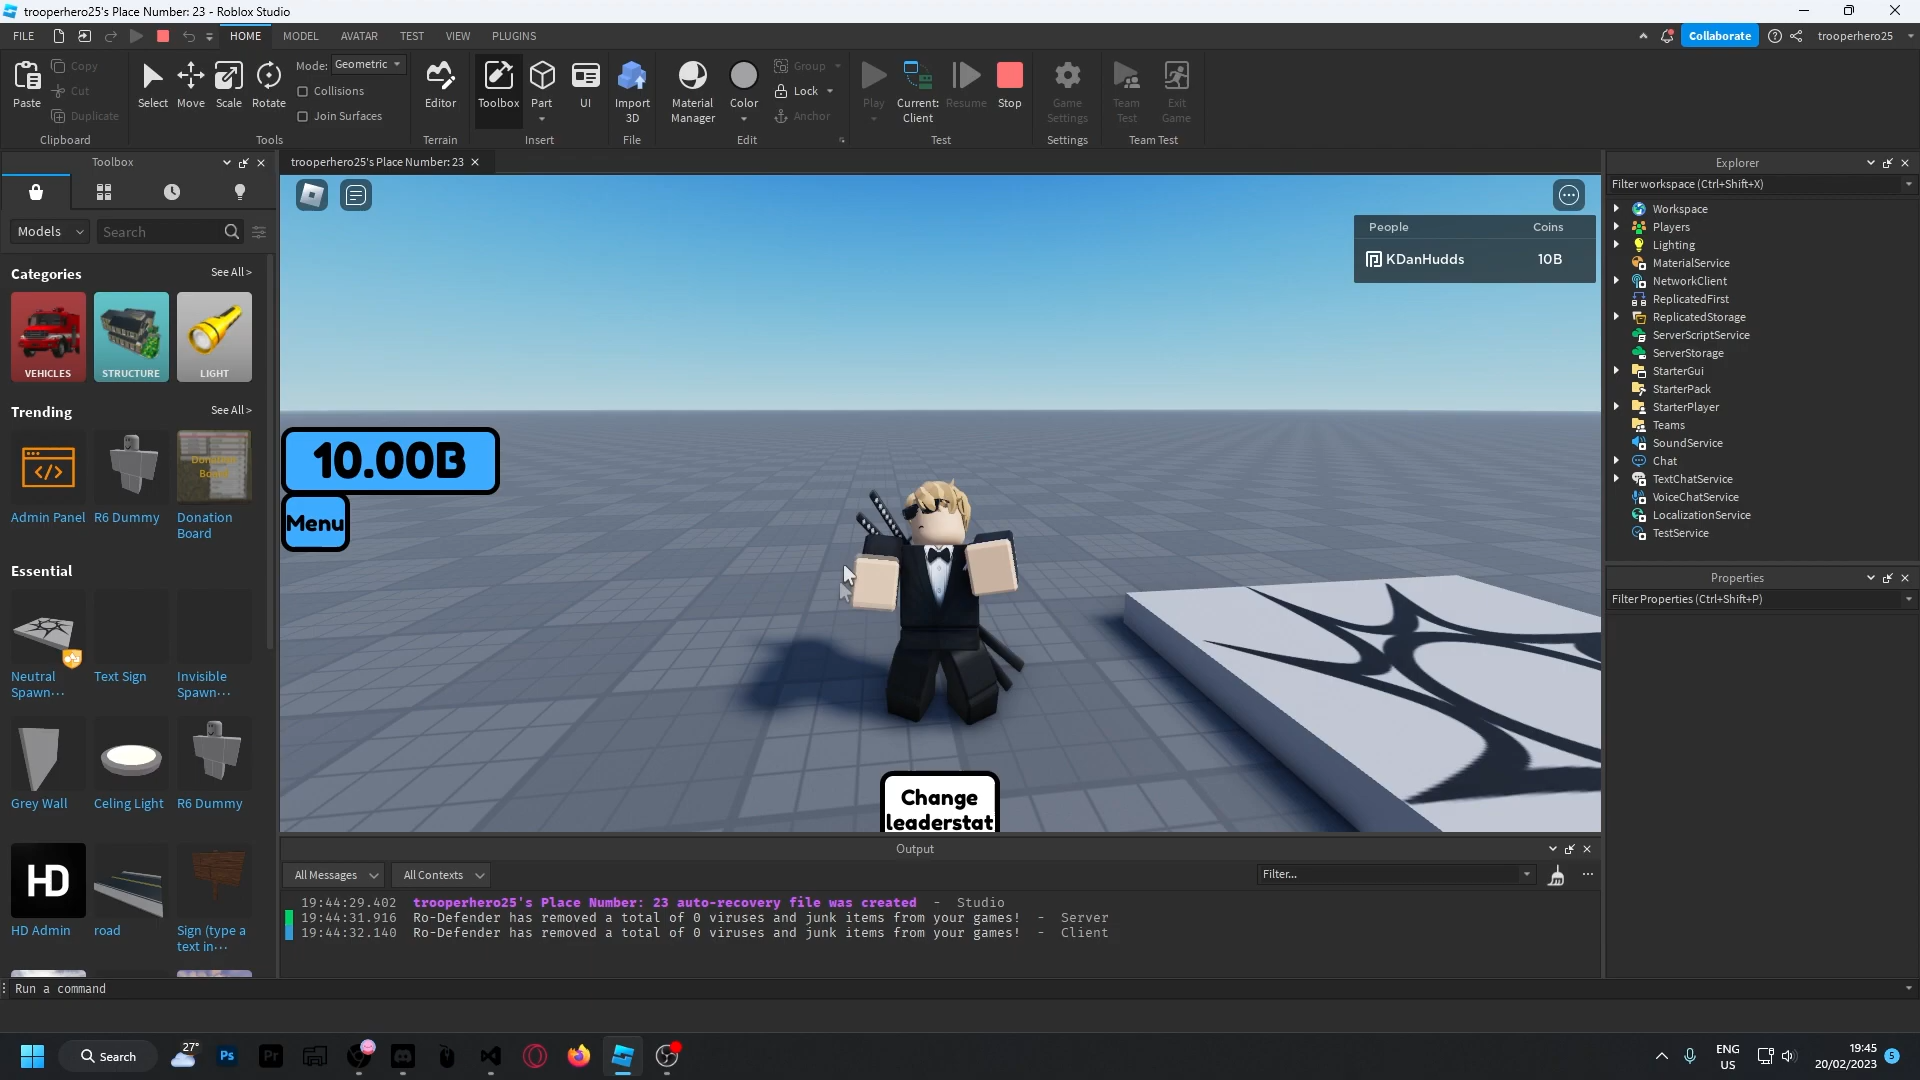 trooperhero25's Place Number: 23 - Roblox Studio
FILE HOME MODEL AVATAR TEST VIEW PLUGINS Collaborate trooperhero25
Paste
Copy
Cut
Duplicate
Clipboard
Select Move Scale Rotate
Mode: Geometric
Collisions
Join Surfaces
Tools
Editor
Terrain
Toolbox Part UI
Insert
Import
3D
File
Material
Manager
Color
Group
Lock
Anchor
Edit
Play
Current:
Client
Resume Stop
Test
Game
Settings
Settings
Team
Test
Exit
Game
Team Test
Toolbox
Models Search
Categories See All >
VEHICLES STRUCTURE LIGHT
Trending See All >
Admin Panel R6 Dummy Donation
Board
Essential
Neutral
Spawn...
Text Sign
Invisible
Spawn...
Grey Wall Celing Light R6 Dummy
HD
HD Admin road Sign (type a
text in...
trooperhero25's Place Number: 23
People Coins
KDanHudds 10B
10.00B
Menu
Change
leaderstat
Output
All Messages All Contexts Filter...
19:44:29.402 trooperhero25's Place Number: 23 auto-recovery file was created - Studio
19:44:31.916 Ro-Defender has removed a total of 0 viruses and junk items from your games! - Server
19:44:32.140 Ro-Defender has removed a total of 0 viruses and junk items from your games! - Client
Explorer
Filter workspace (Ctrl+Shift+X)
Workspace
Players
Lighting
MaterialService
NetworkClient
ReplicatedFirst
ReplicatedStorage
ServerScriptService
ServerStorage
StarterGui
StarterPack
StarterPlayer
Teams
SoundService
Chat
TextChatService
VoiceChatService
LocalizationService
TestService
Properties
Filter Properties (Ctrl+Shift+P)
Run a command
Search
27°
Ps
Pr
ENG
US
19:45
20/02/2023
5